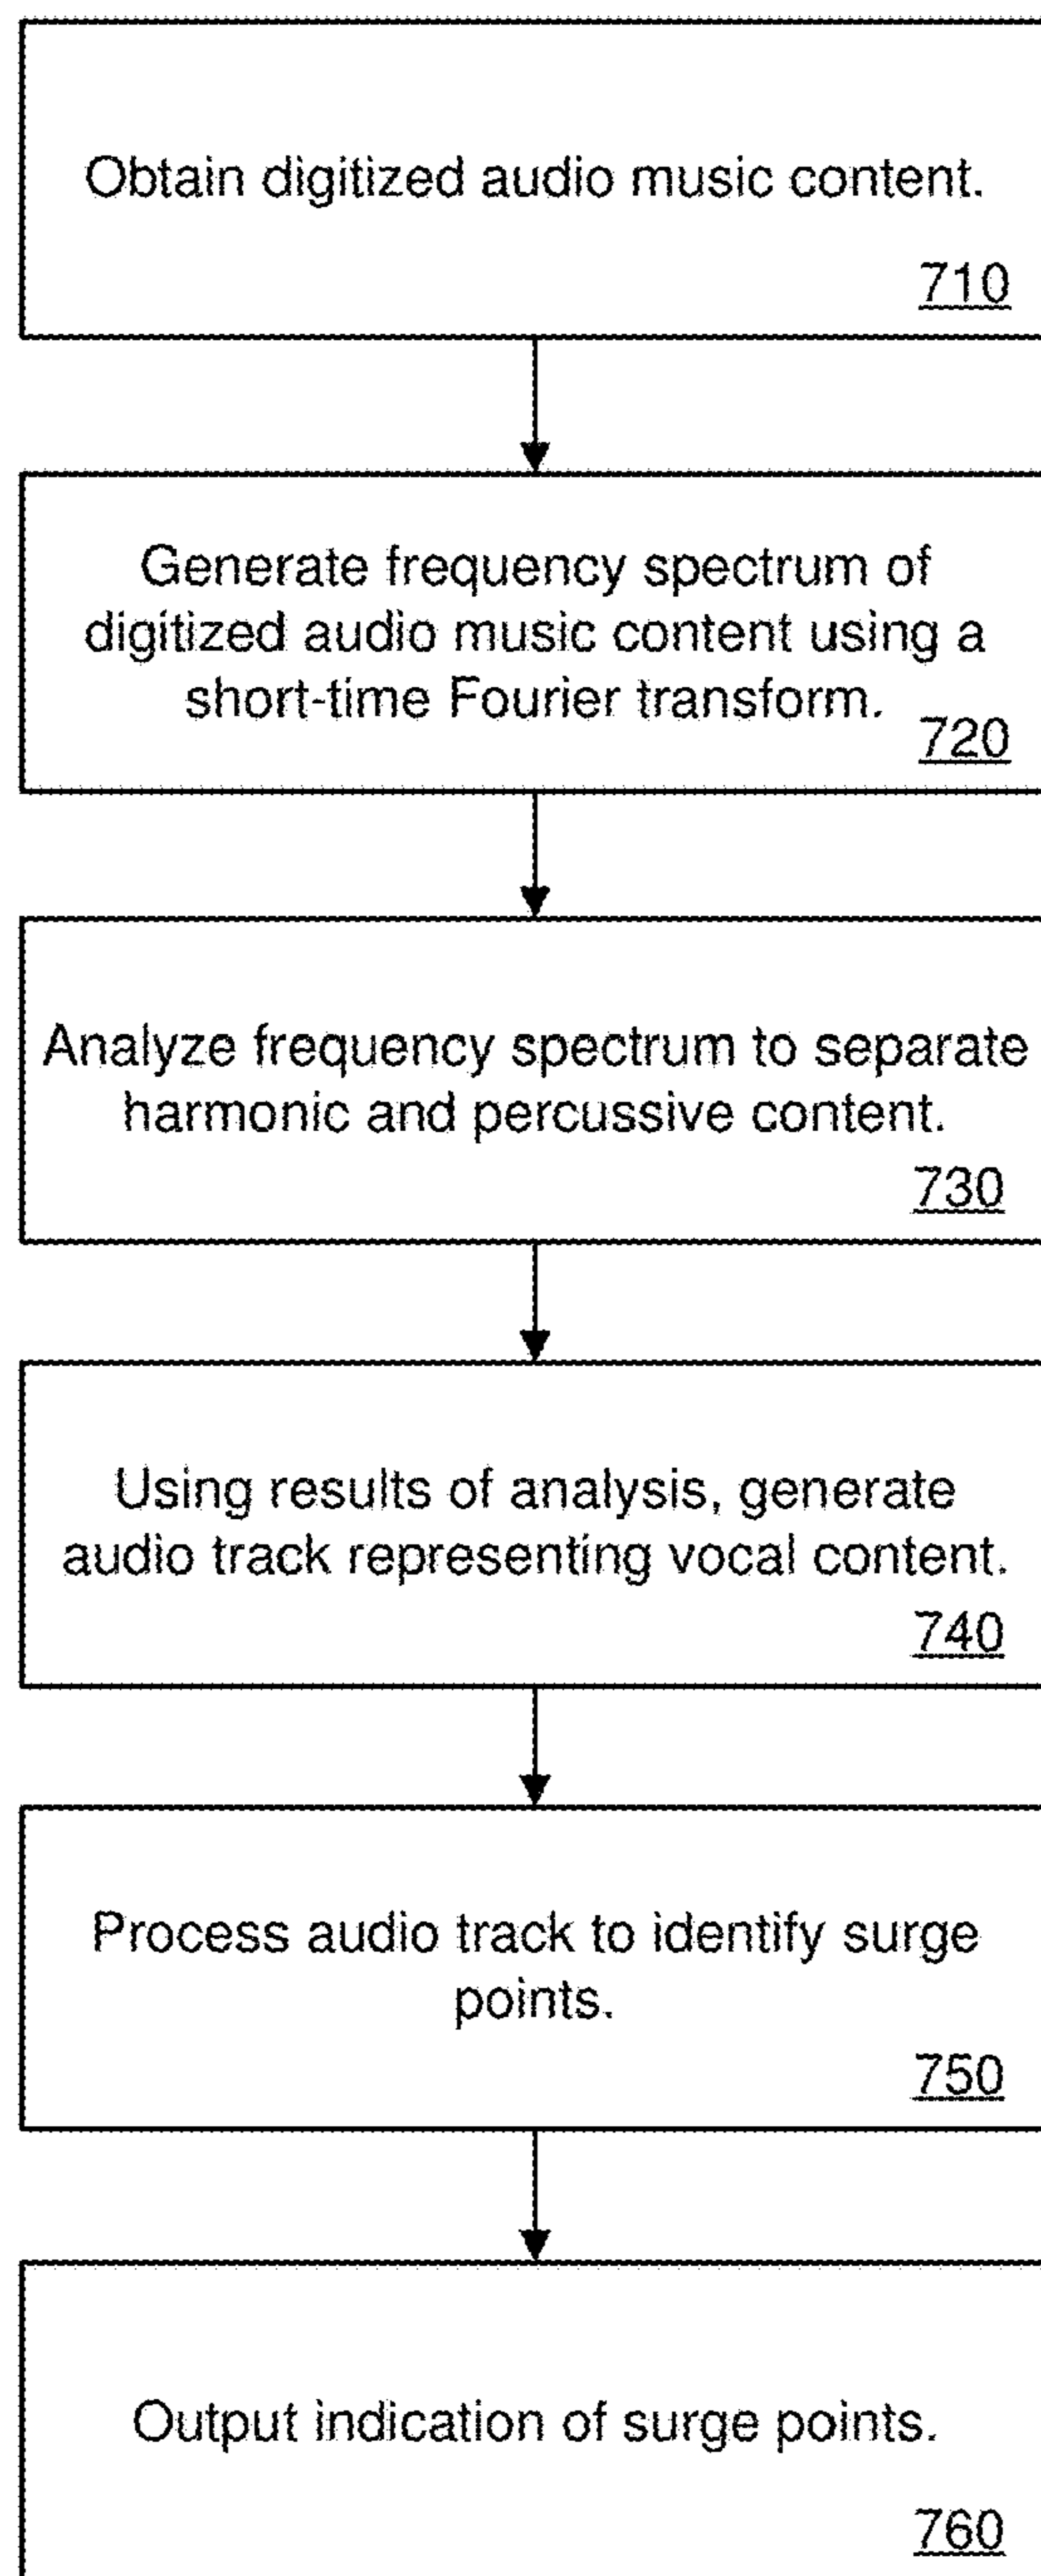 Obtain digitized audio music content.
710
Generate frequency spectrum of
digitized audio music content using a
short-time Fourier transform.
720
Analyze frequency spectrum to separate
harmonic and percussive content.
730
Using results of analysis, generate
audio track representing vocal content.
740
Process audio track to identify surge
points.
750
Output indication of surge points.
760